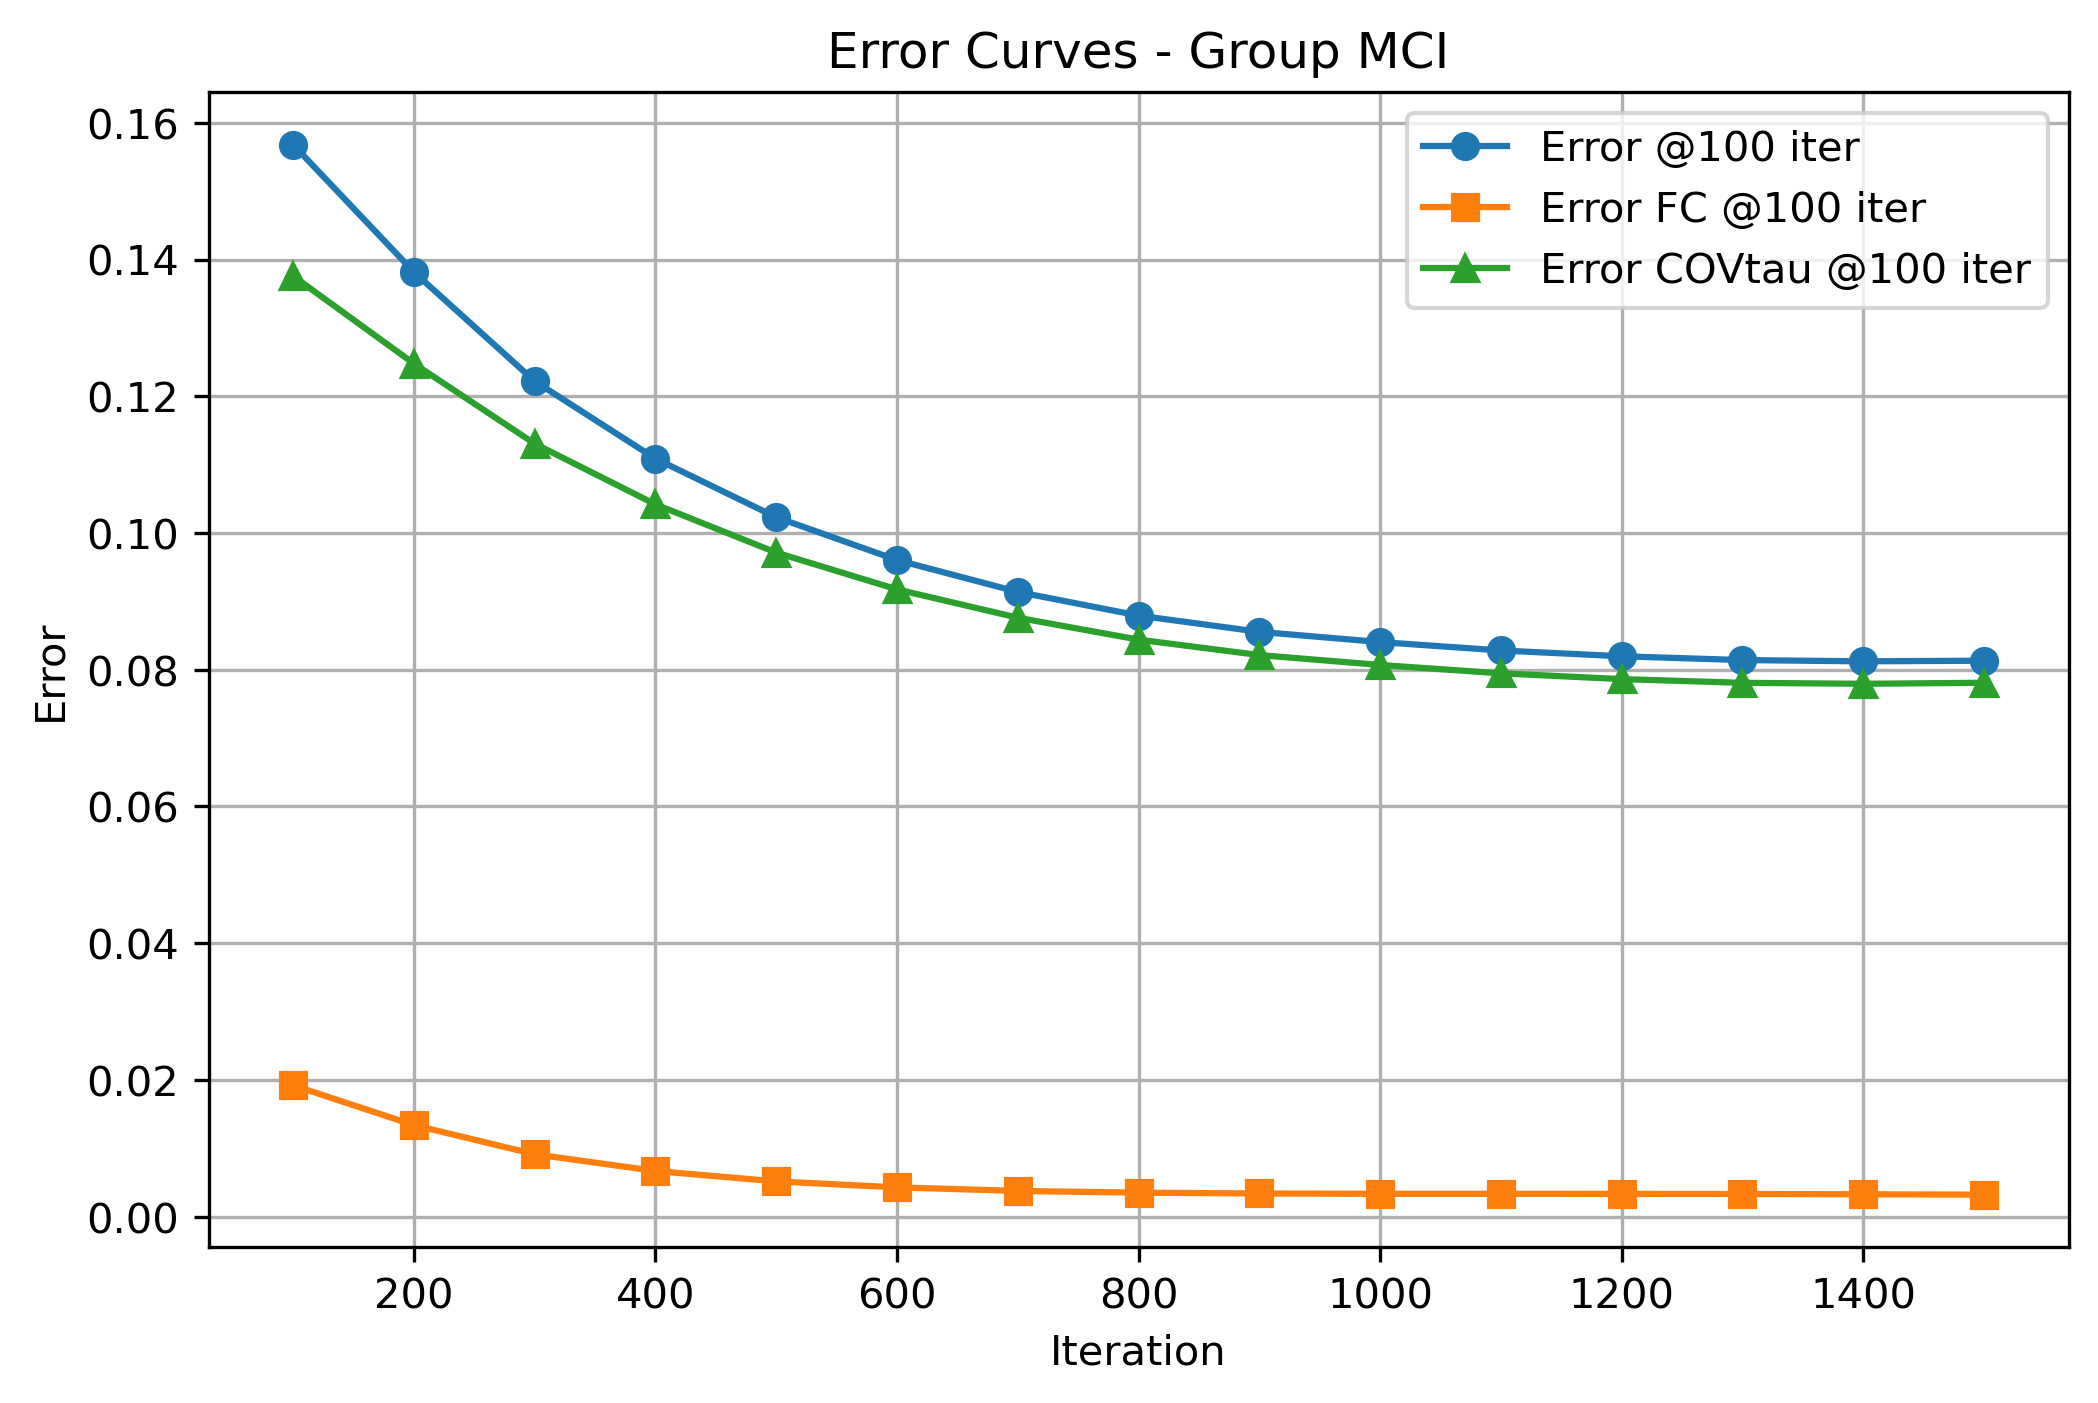 Error Curves - Group MCI
Error @100 iter
Error FC @100 iter
Error COVtau @100 iter
0.16
0.14
0.12
0.10
0.08
0.06
0.04
0.02
0.00
Error
200 400 600 800 1000 1200 1400
Iteration